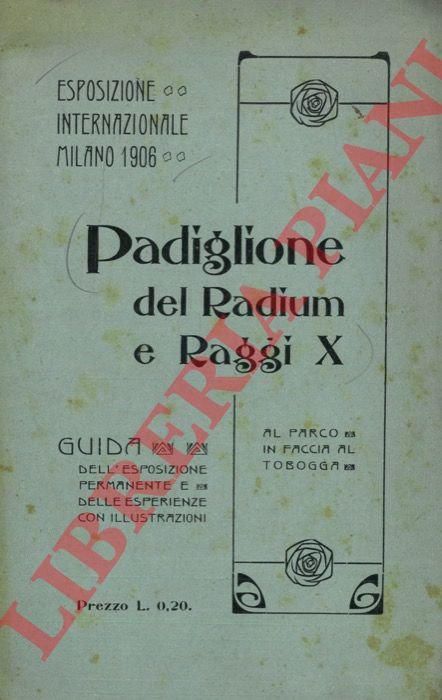 ESPOSIZIONE
INTERNAZIONALE
MILANO 1906
Padiglione
del Radium
e Raggi X
GUIDA
DELL'ESPOSIZIONE
PERMANENTE E
DELLE ESPERIENZE
CON ILLUSTRAZIONI
AL PARCO
IN FACCIA AL
TOBOGGA
Prezzo L. 0,20.
LIBRERIA PIANI